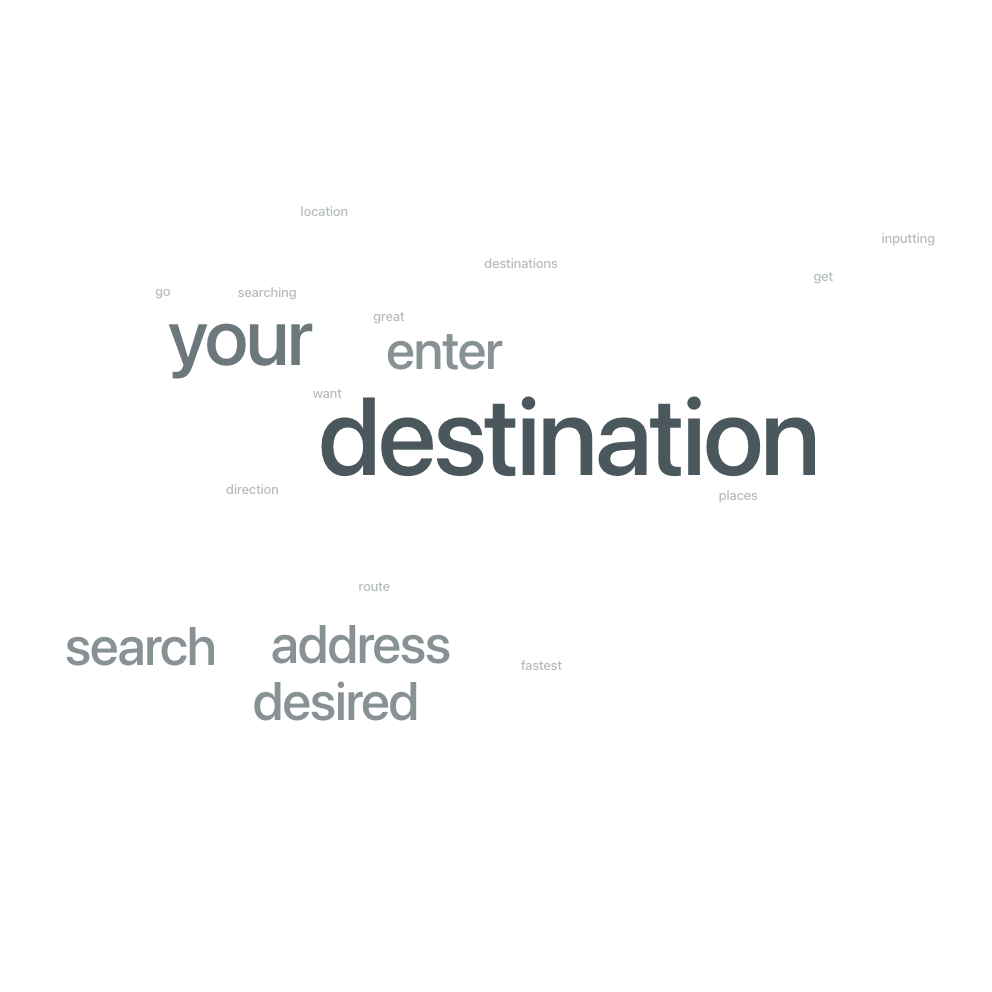 location
inputting
destinations
get
go searching
great
your enter
want
destination
direction
places
route
search address
fastest
desired